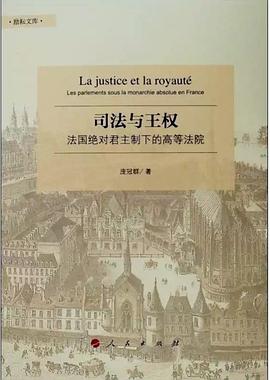 ·励耘文库·
La justice et la royauté
Les parlements sous la monarchie absolue en France
司法与王权
法国绝对君主制下的高等法院
庞冠群/著
人民出版社